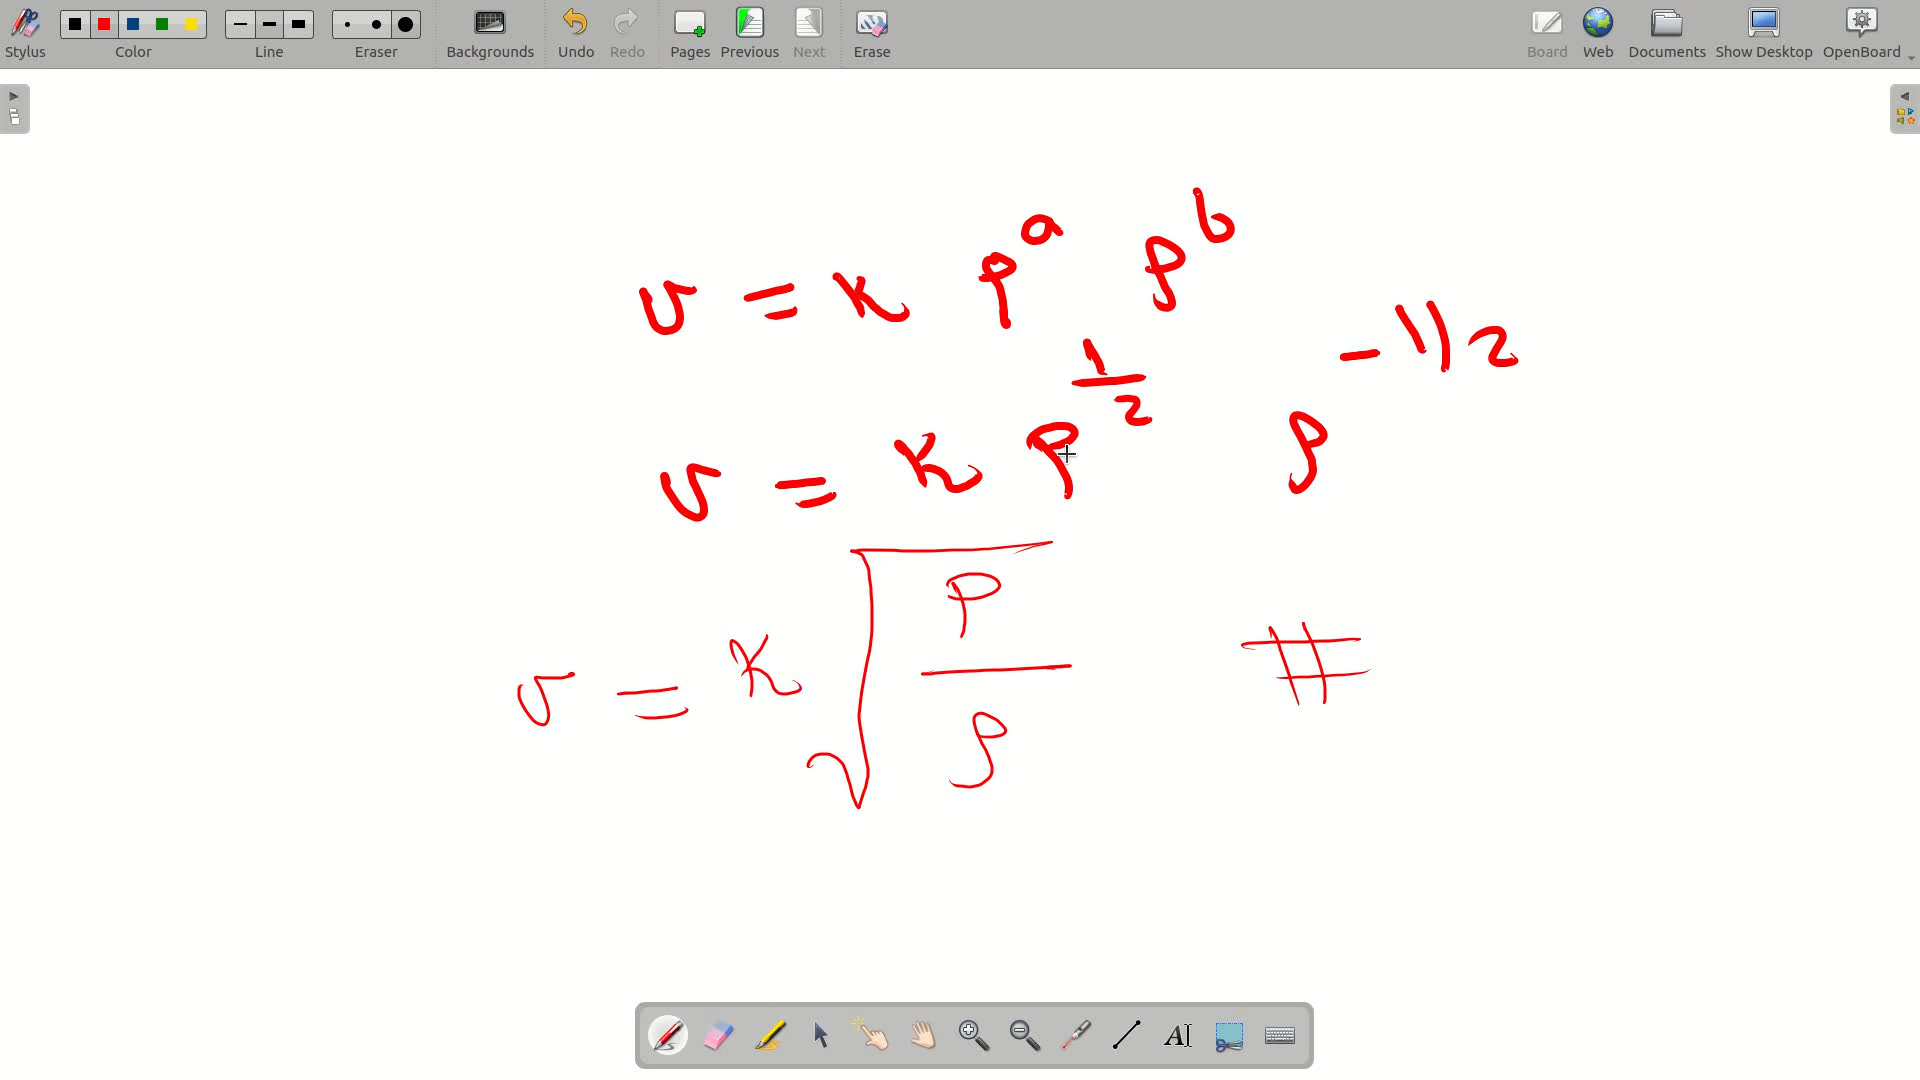 Stylus Color Line Eraser Backgrounds Undo Redo Pages Previous Next Erase Board Web Documents Show Desktop OpenBoard
v = K P^a ρ^b
v = K P^{1/2} ρ^{-1/2}
v = K √(P/ρ) #
AI